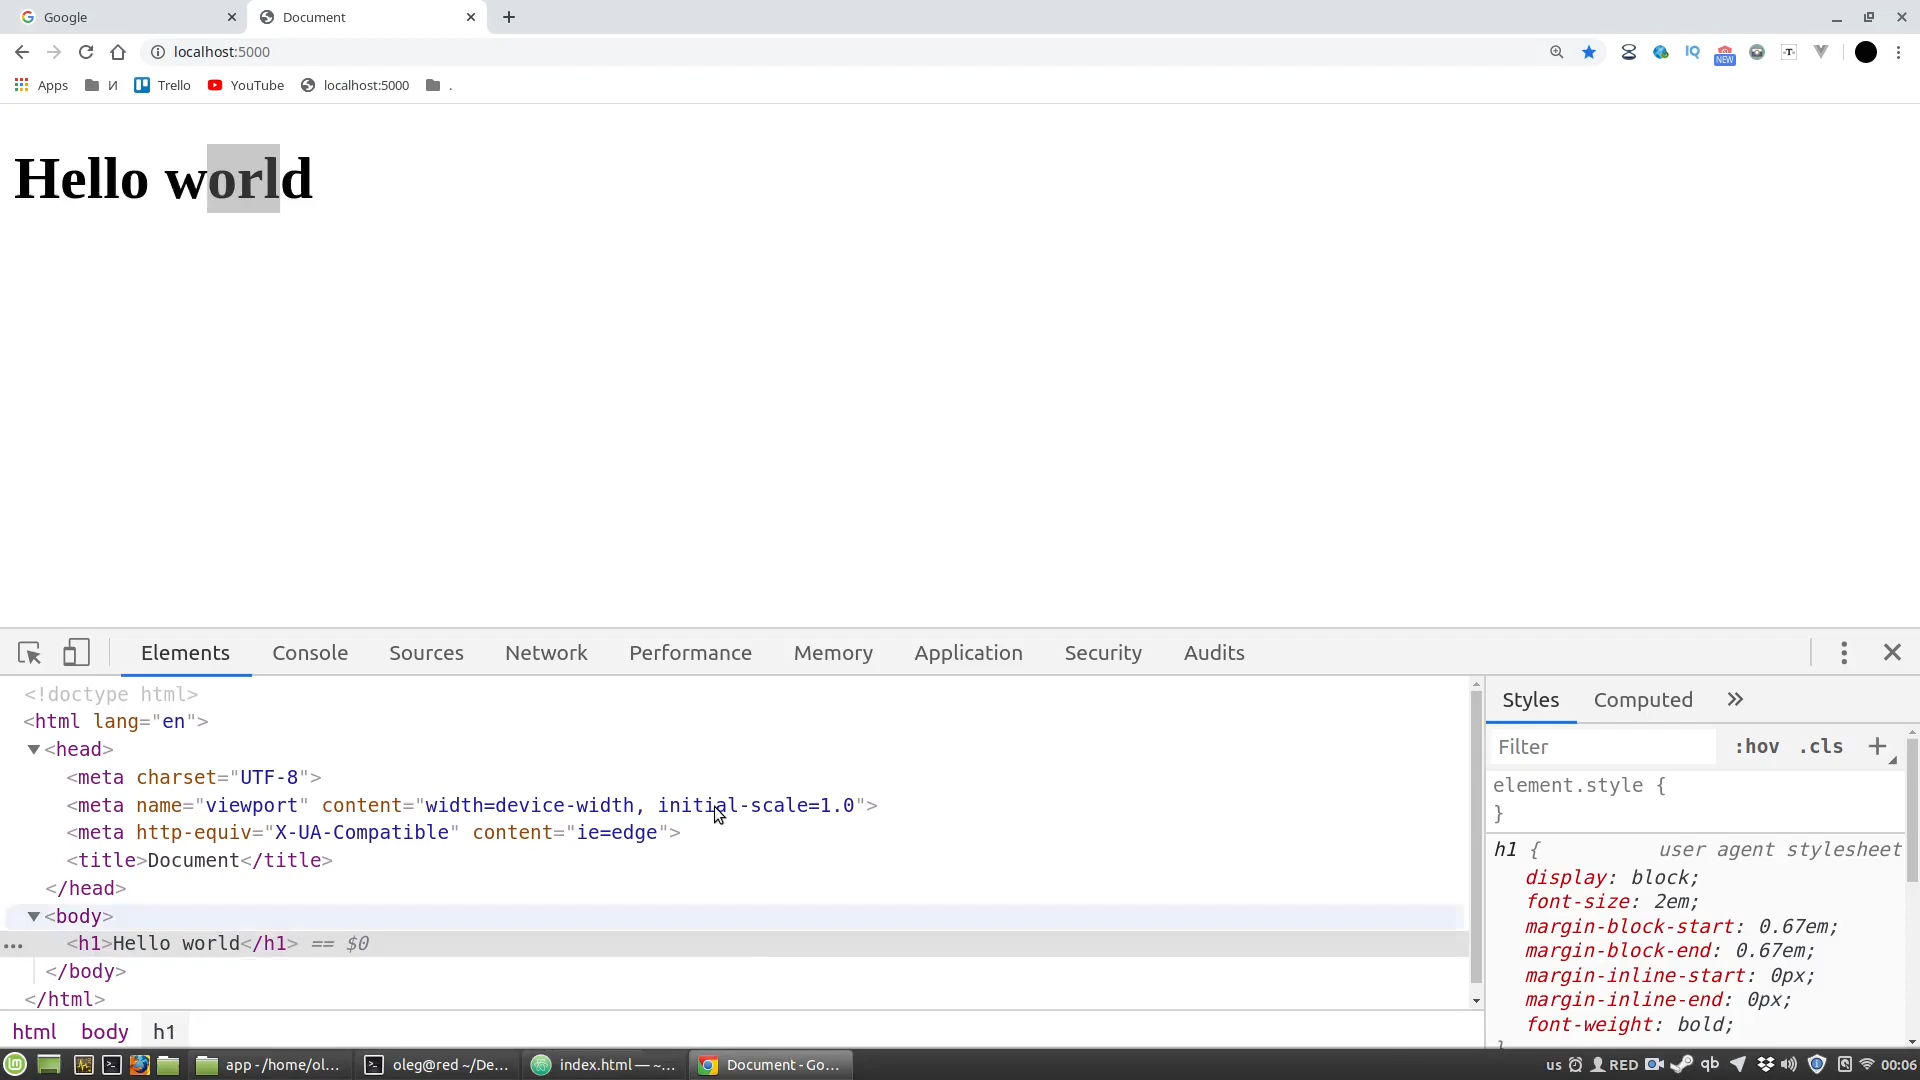 Google
Document
localhost:5000
IQ
NEW
-T-
Apps
И
Trello
YouTube
localhost:5000
.
Hello world
Elements
Console
Sources
Network
Performance
Memory
Application
Security
Audits
<!doctype html>
<html lang="en">
<head>
<meta charset="UTF-8">
<meta name="viewport" content="width=device-width, initial-scale=1.0">
<meta http-equiv="X-UA-Compatible" content="ie=edge">
<title>Document</title>
</head>
<body>
<h1>Hello world</h1> == $0
</body>
</html>
html body h1
Styles
Computed
Filter
:hov .cls
element.style {
}
h1 { user agent stylesheet
display: block;
font-size: 2em;
margin-block-start: 0.67em;
margin-block-end: 0.67em;
margin-inline-start: 0px;
margin-inline-end: 0px;
font-weight: bold;
}
app - /home/ol...
oleg@red ~/De...
index.html — ~...
Document - Go...
us
RED
qb
00:06